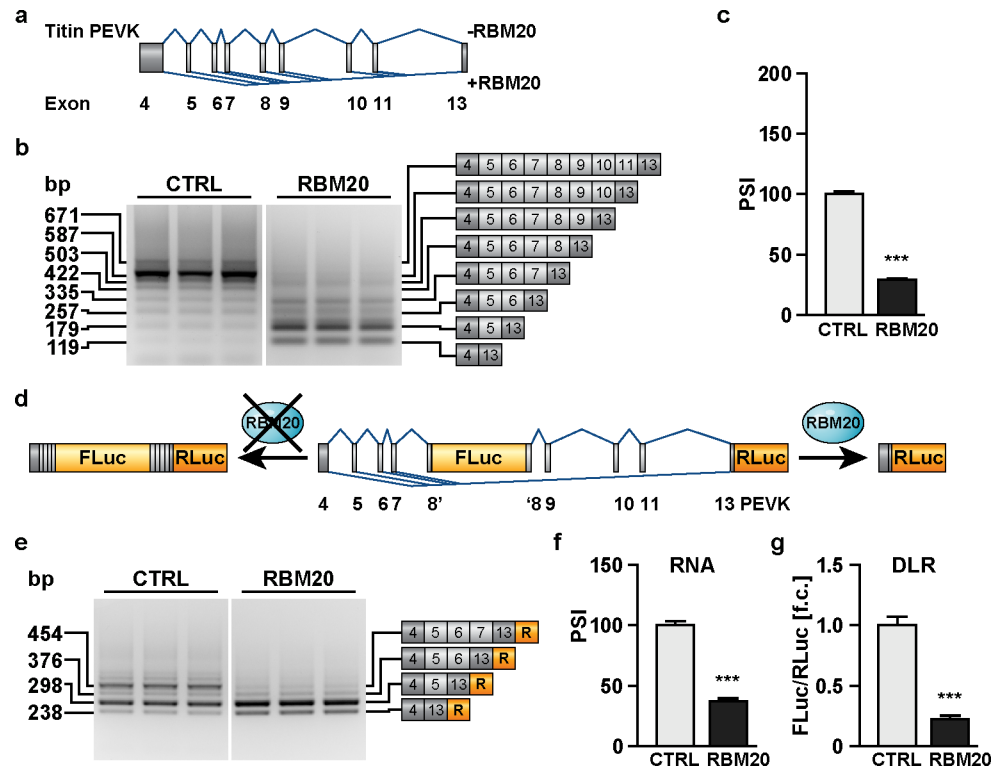 a
Titin PEVK
-RBM20
+RBM20
Exon 4 5 6 7 8 9 10 11 13
b
bp
CTRL RBM20
671
587
503
422
335
257
179
119
4 5 6 7 8 9 10 11 13
4 5 6 7 8 9 10 13
4 5 6 7 8 9 13
4 5 6 7 8 13
4 5 6 7 13
4 5 6 13
4 5 13
4 13
c
PSI
200
150
100
50
0
***
CTRL RBM20
d
RBM20
FLuc RLuc
FLuc RLuc
RBM20
RLuc
4 5 6 7 8' '8 9 10 11 13 PEVK
e
bp
CTRL RBM20
454
376
298
238
4 5 6 7 13 R
4 5 6 13 R
4 5 13 R
4 13 R
f
RNA
PSI
150
100
50
0
***
CTRL RBM20
g
DLR
FLuc/RLuc [f.c.]
1.5
1.0
0.5
0
***
CTRL RBM20